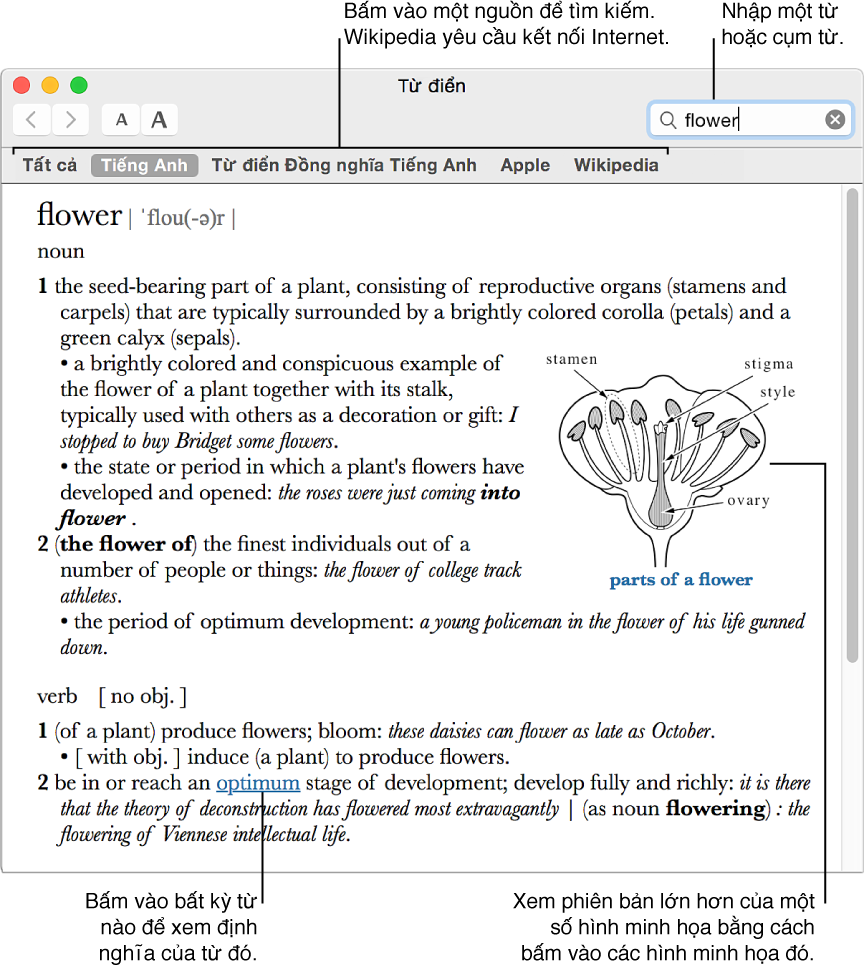 Bấm vào một nguồn để tìm kiếm.
Wikipedia yêu cầu kết nối Internet.
Nhập một từ
hoặc cụm từ.
Từ điển
A A
flower
Tất cả Tiếng Anh Từ điển Đồng nghĩa Tiếng Anh Apple Wikipedia
flower | ˈflou(-ə)r |
noun
1 the seed-bearing part of a plant, consisting of reproductive organs (stamens and
carpels) that are typically surrounded by a brightly colored corolla (petals) and a
green calyx (sepals).
• a brightly colored and conspicuous example of
the flower of a plant together with its stalk,
typically used with others as a decoration or gift: I
stopped to buy Bridget some flowers.
• the state or period in which a plant's flowers have
developed and opened: the roses were just coming into
flower .
2 (the flower of) the finest individuals out of a
number of people or things: the flower of college track
athletes.
• the period of optimum development: a young policeman in the flower of his life gunned
down.
stamen
stigma
style
ovary
parts of a flower
verb [ no obj. ]
1 (of a plant) produce flowers; bloom: these daisies can flower as late as October.
• [ with obj. ] induce (a plant) to produce flowers.
2 be in or reach an optimum stage of development; develop fully and richly: it is there
that the theory of deconstruction has flowered most extravagantly | (as noun flowering) : the
flowering of Viennese intellectual life.
Bấm vào bất kỳ từ
nào để xem định
nghĩa của từ đó.
Xem phiên bản lớn hơn của một
số hình minh họa bằng cách
bấm vào các hình minh họa đó.